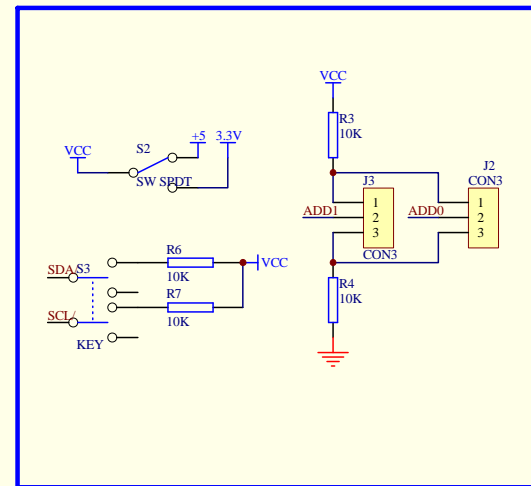 VCC
R3
10K
+5 3.3V
S2
VCC
SW SPDT
J3
J2
CON3
1
2
3
ADD1
CON3
1
2
3
ADD0
R6
10K
VCC
SDA/
S3
R7
10K
SCL/
KEY
R4
10K